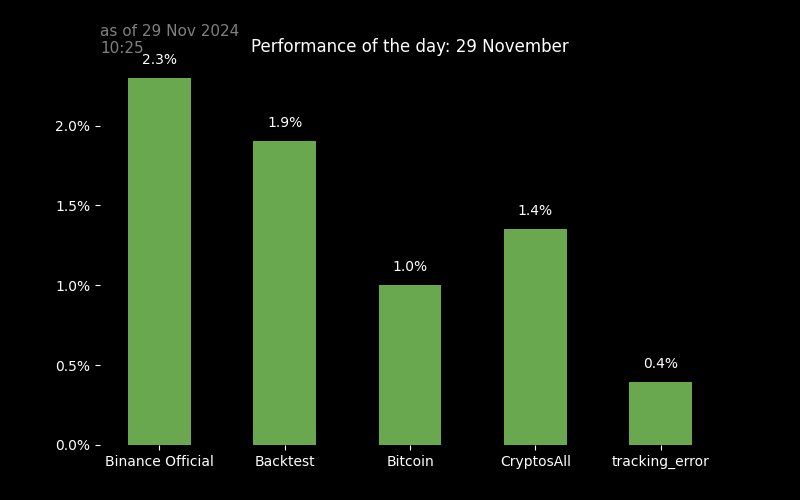 as of 29 Nov 2024
10:25
Performance of the day: 29 November
2.3%
1.9%
1.0%
1.4%
0.4%
2.0%
1.5%
1.0%
0.5%
0.0%
Binance Official
Backtest
Bitcoin
CryptosAll
tracking_error